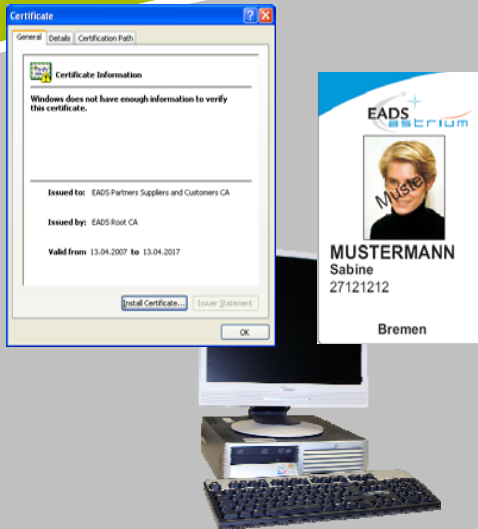 Certificate
General Details Certification Path
Certificate Information
Windows does not have enough information to verify
this certificate.
Issued to: EADS Partners Suppliers and Customers CA
Issued by: EADS Root CA
Valid from 13.04.2007 to 13.04.2017
Install Certificate... Issuer Statement
OK
EADS
astrium
Muster
MUSTERMANN
Sabine
27121212
Bremen